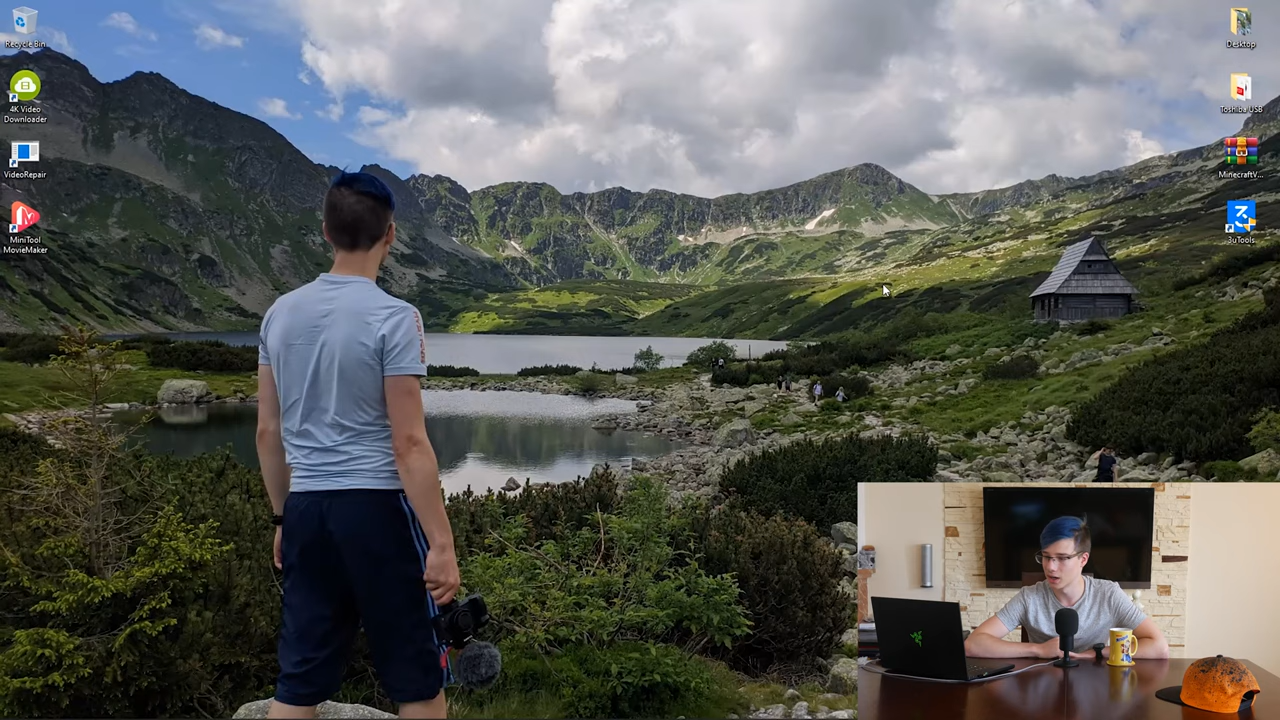 Recycle Bin
4K Video
Downloader
VideoRepair
MiniTool
MovieMaker
Desktop
Toshiba USB
MinecraftV...
3uTools